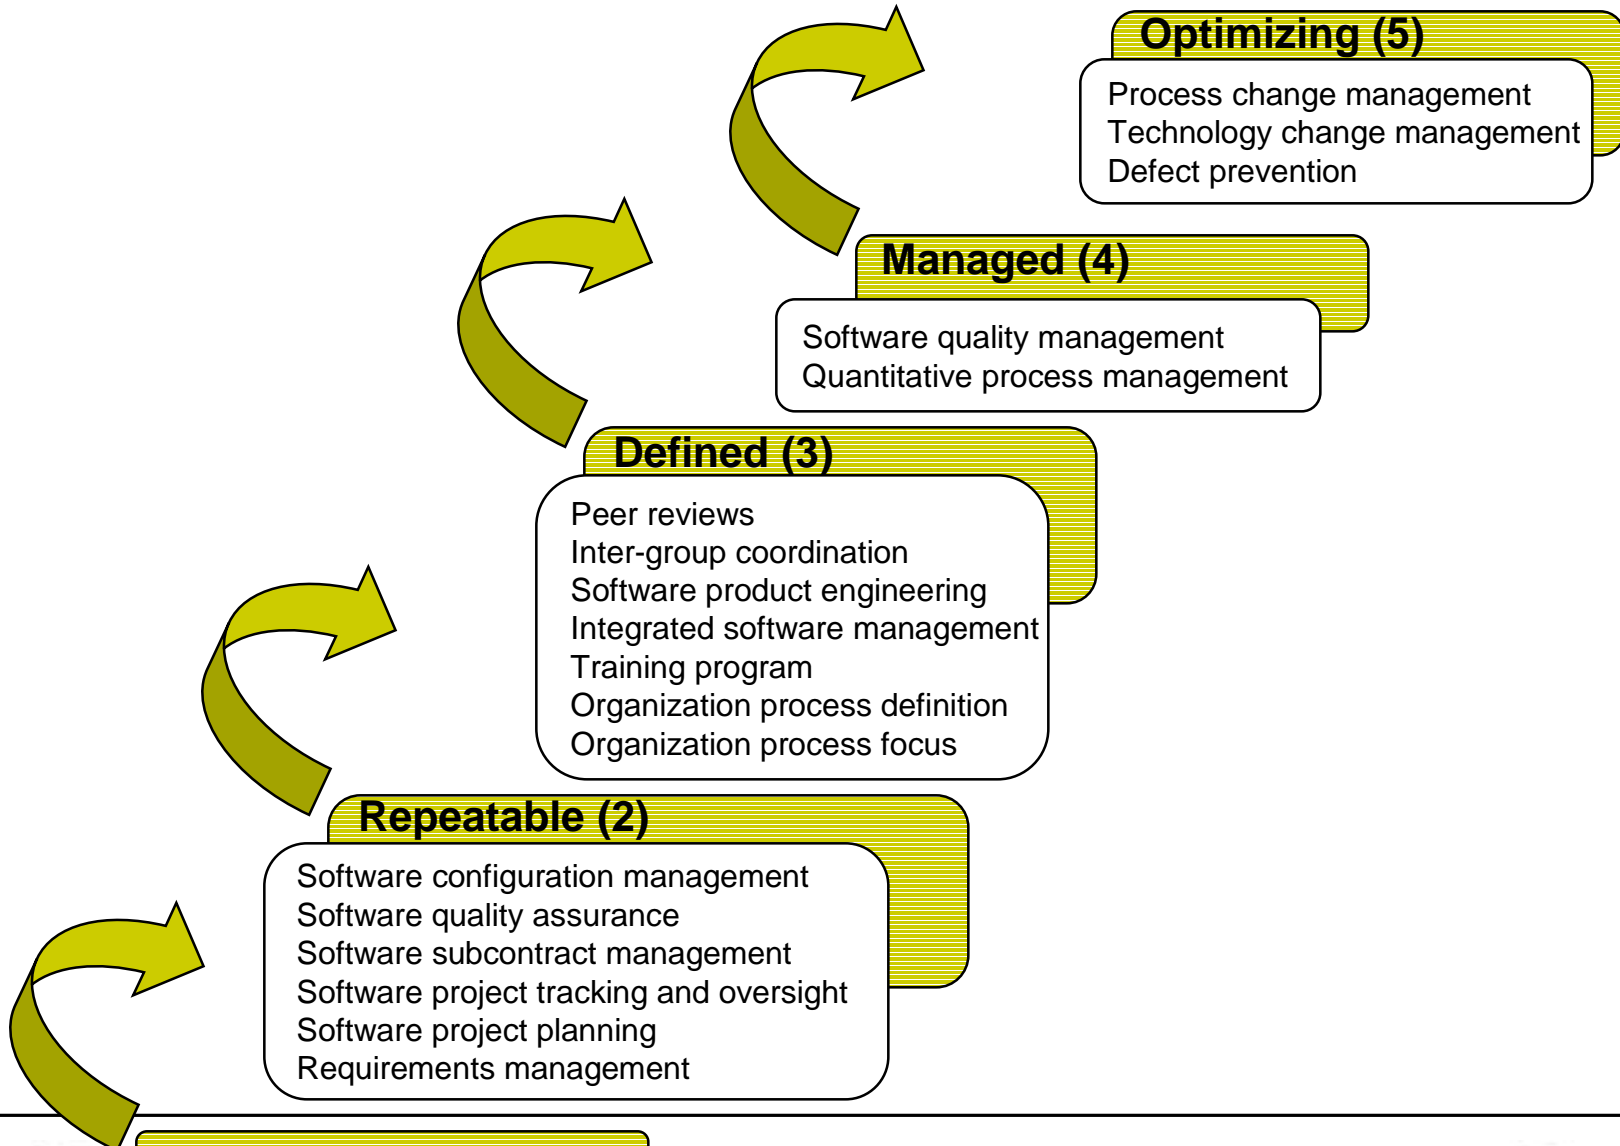 Optimizing (5)
Process change management
Technology change management
Defect prevention
Managed (4)
Software quality management
Quantitative process management
Defined (3)
Peer reviews
Inter-group coordination
Software product engineering
Integrated software management
Training program
Organization process definition
Organization process focus
Repeatable (2)
Software configuration management
Software quality assurance
Software subcontract management
Software project tracking and oversight
Software project planning
Requirements management